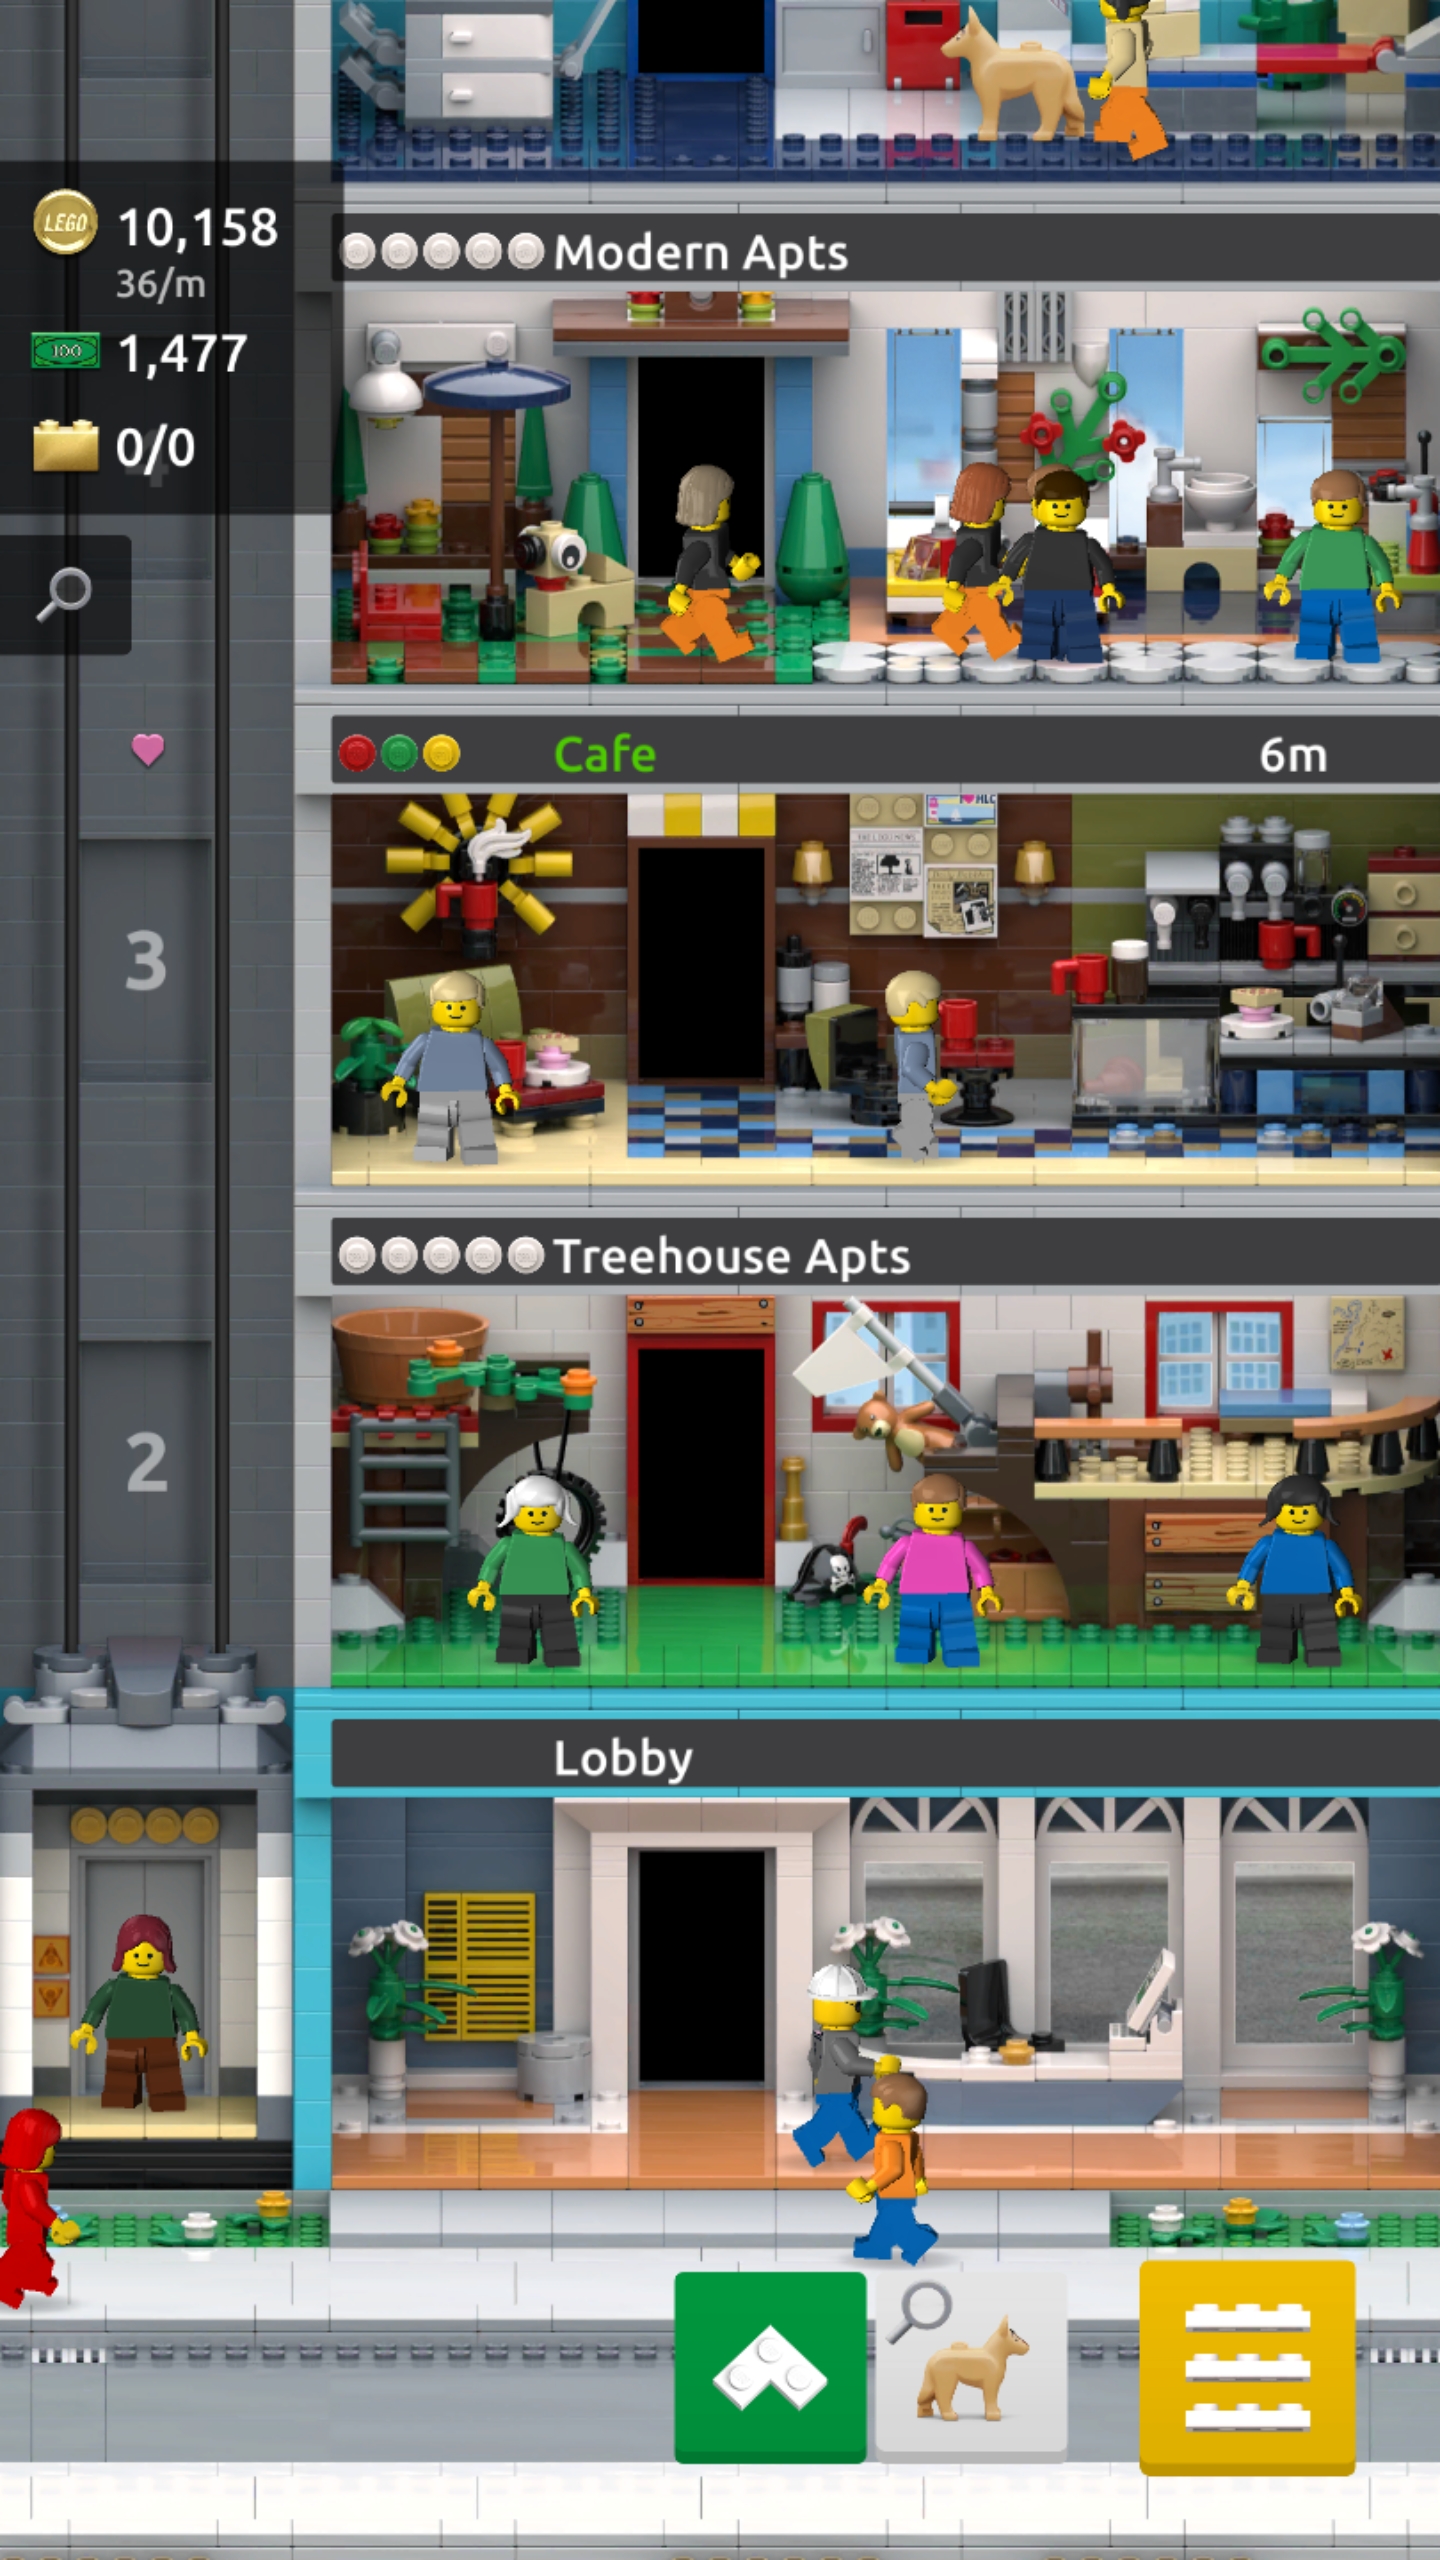 LEGO 10,158
36/m
100 1,477
0/0
Modern Apts
Cafe 6m
3
Treehouse Apts
2
Lobby